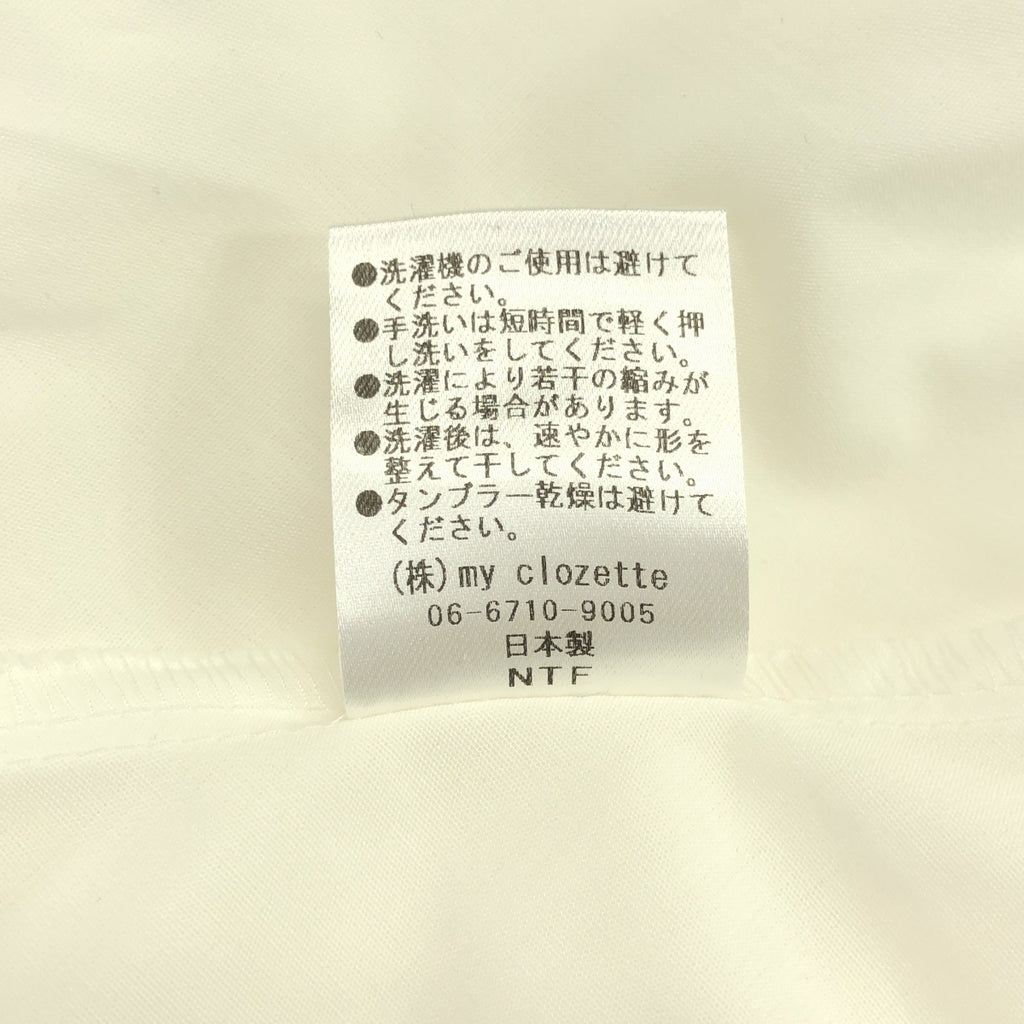 ●洗濯機のご使用は避けて
ください。
●手洗いは短時間で軽く押
し洗いをしてください。
●洗濯により若干の縮みが
生じる場合があります。
●洗濯後は、速やかに形を
整えて干してください。
●タンブラー乾燥は避けて
ください。
(株)my clozette
06-6710-9005
日本製
NTF